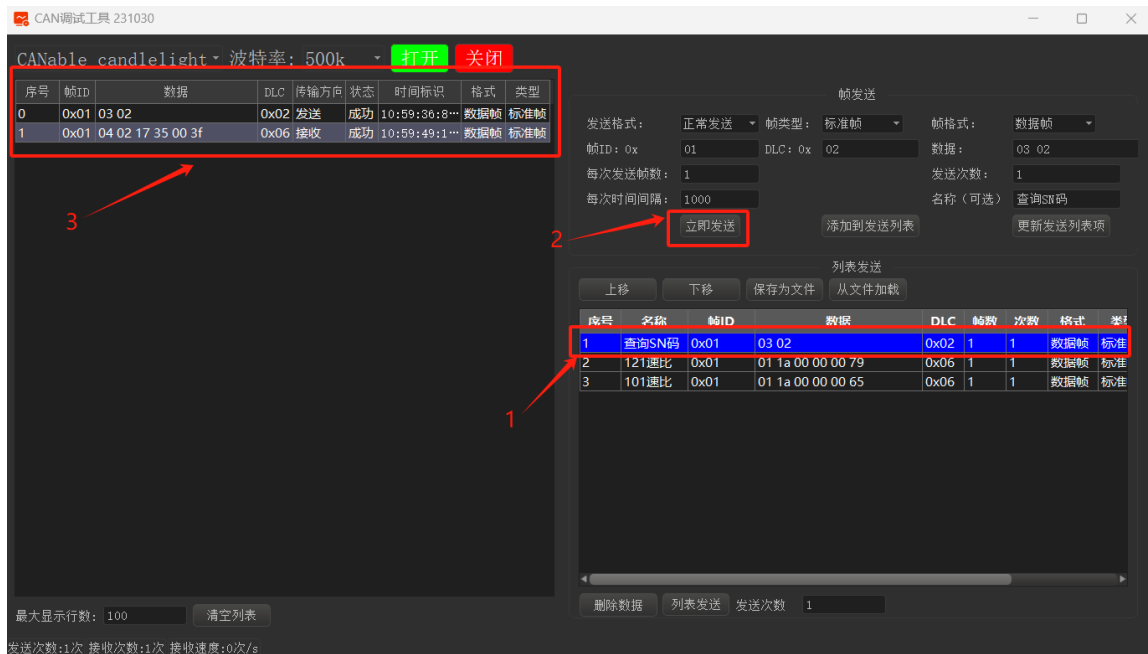 CAN调试工具 231030
CANable candlelight 波特率: 500k 打开 关闭
序号 帧ID 数据 DLC 传输方向 状态 时间标识 格式 类型
0 0x01 03 02 0x02 发送 成功 10:59:36:8··· 数据帧 标准帧
1 0x01 04 02 17 35 00 3f 0x06 接收 成功 10:59:49:1··· 数据帧 标准帧
3
帧发送
发送格式: 正常发送 帧类型: 标准帧 帧格式: 数据帧
帧ID: 0x 01 DLC: 0x 02 数据: 03 02
每次发送帧数: 1 发送次数: 1
每次时间间隔: 1000 名称（可选） 查询SN码
2 立即发送 添加到发送列表 更新发送列表项
列表发送
上移 下移 保存为文件 从文件加载
序号 名称 帧ID 数据 DLC 帧数 次数 格式 类型
1 查询SN码 0x01 03 02 0x02 1 1 数据帧 标准
2 121速比 0x01 01 1a 00 00 00 79 0x06 1 1 数据帧 标准
3 101速比 0x01 01 1a 00 00 00 65 0x06 1 1 数据帧 标准
1
删除数据 列表发送 发送次数 1
最大显示行数: 100 清空列表
发送次数:1次 接收次数:1次 接收速度:0次/s